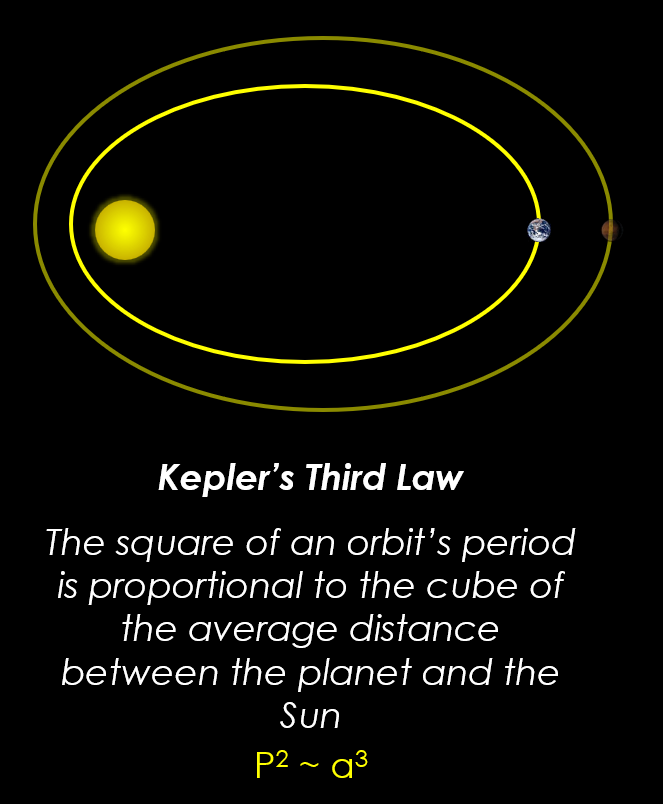 Kepler’s Third Law
The square of an orbit’s period
is proportional to the cube of
the average distance
between the planet and the
Sun
P² ~ a³